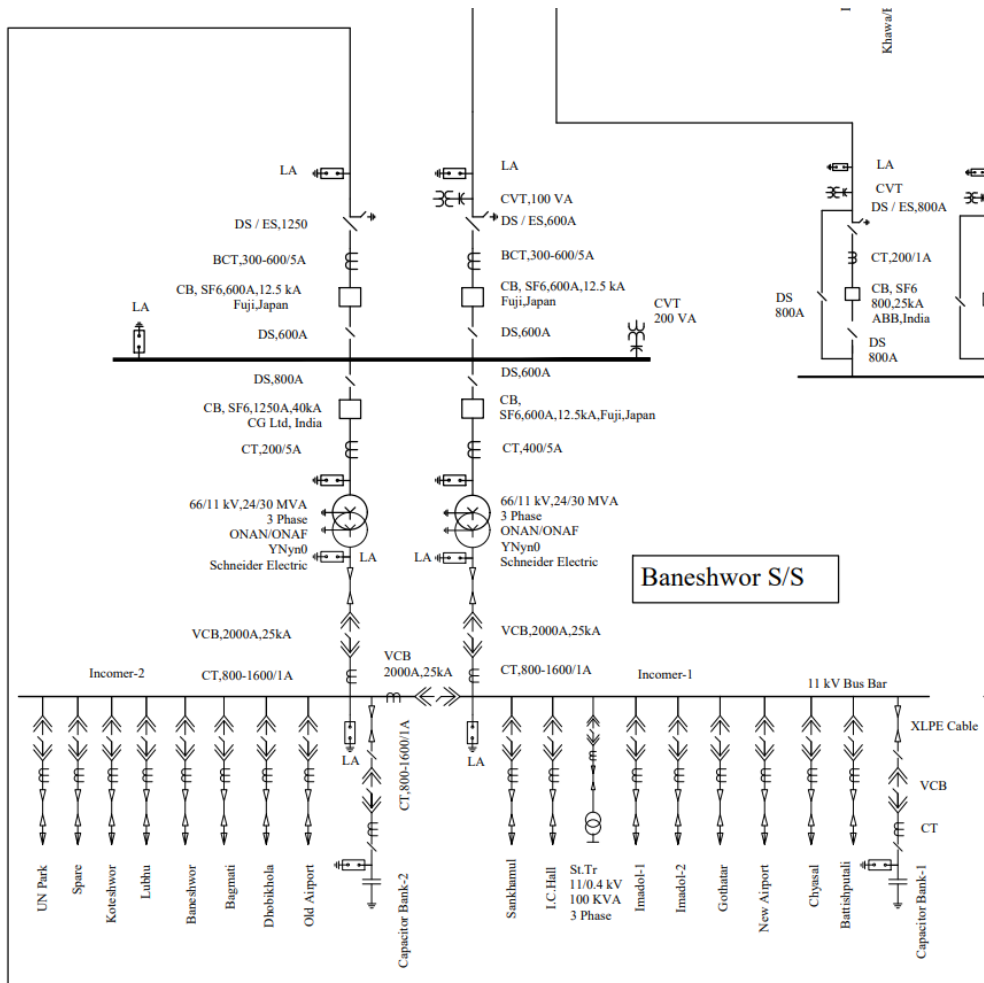 Khawa/B
LA
LA
LA
CVT,100 VA
CVT
DS / ES,800A
DS / ES,1250
DS / ES,600A
BCT,300-600/5A
BCT,300-600/5A
CT,200/1A
CB, SF6,600A,12.5 kA
Fuji,Japan
CB, SF6,600A,12.5 kA
Fuji,Japan
CB, SF6
800,25kA
ABB,India
DS
800A
LA
CVT
200 VA
DS,600A
DS,600A
DS
800A
DS,800A
DS,600A
CB, SF6,1250A,40kA
CG Ltd, India
CB,
SF6,600A,12.5kA,Fuji,Japan
CT,200/5A
CT,400/5A
66/11 kV,24/30 MVA
3 Phase
ONAN/ONAF
YNyn0
Schneider Electric
66/11 kV,24/30 MVA
3 Phase
ONAN/ONAF
YNyn0
Schneider Electric
LA
LA
Baneshwor S/S
VCB,2000A,25kA
VCB,2000A,25kA
VCB
2000A,25kA
Incomer-2
CT,800-1600/1A
CT,800-1600/1A
Incomer-1
11 kV Bus Bar
XLPE Cable
LA
LA
CT,800-1600/1A
VCB
CT
UN Park
Spare
Koteshwor
Lubhu
Baneshwor
Bagmati
Dhobikhola
Old Airport
Capacitor Bank-2
Sankhamul
I.C.Hall
St.Tr
11/0.4 kV
100 KVA
3 Phase
Imadol-1
Imadol-2
Gothatar
New Airport
Chyasal
Battishputali
Capacitor Bank-1